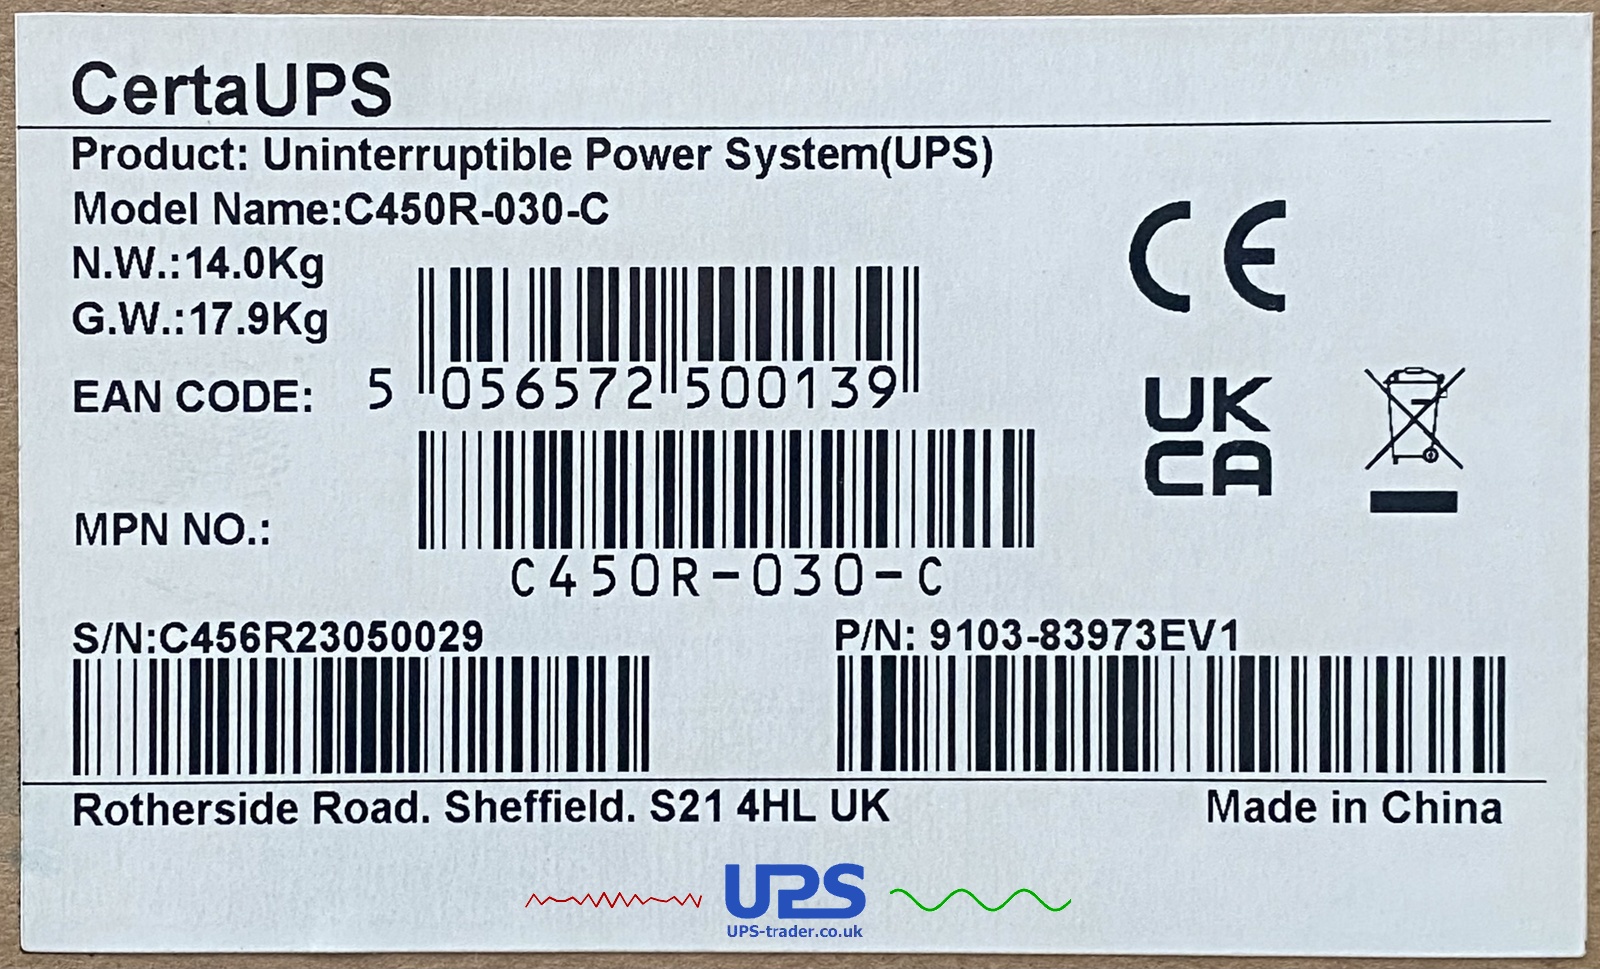 CertaUPS
Product: Uninterruptible Power System(UPS)
Model Name:C450R-030-C
N.W.:14.0Kg
G.W.:17.9Kg
EAN CODE: 5 056572 500139
MPN NO.:
C450R-030-C
CE
UK
CA
S/N:C456R23050029
P/N: 9103-83973EV1
Rotherside Road. Sheffield. S21 4HL UK
Made in China
UPS
UPS-trader.co.uk